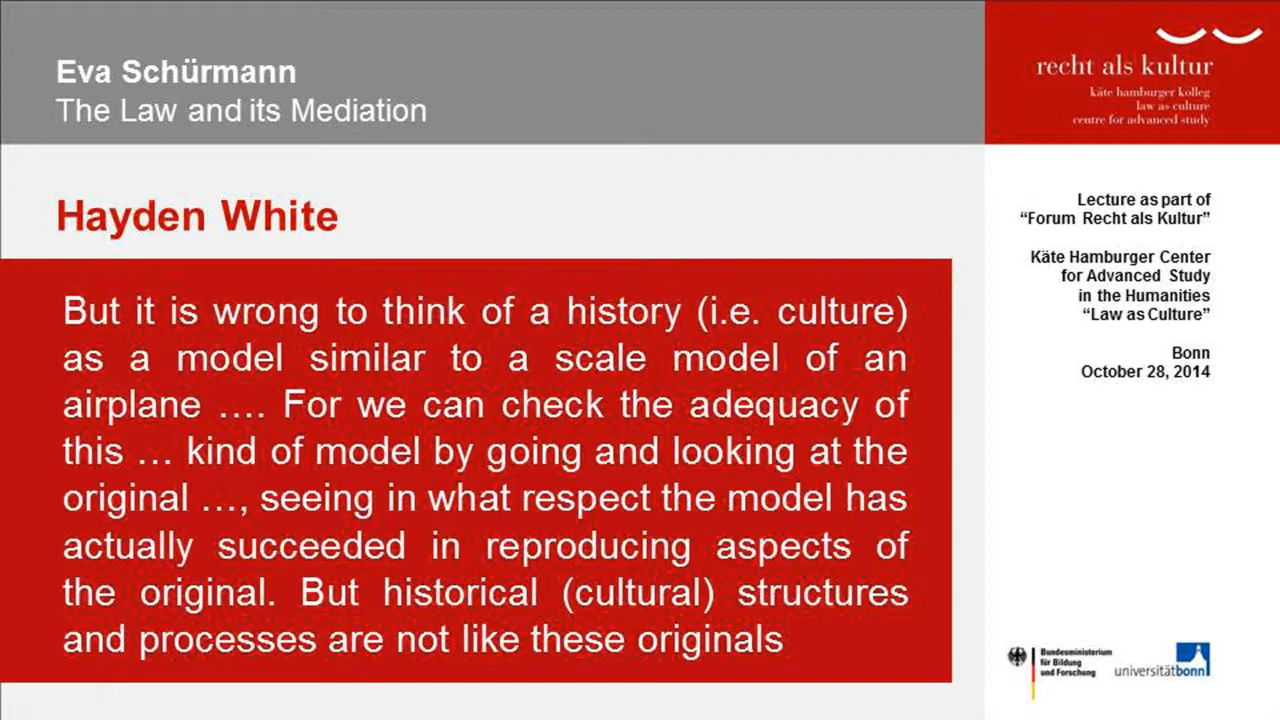 Eva Schürmann
The Law and its Mediation
recht als kultur
käte hamburger kolleg
law as culture
centre for advanced study
Hayden White
But it is wrong to think of a history (i.e. culture)
as a model similar to a scale model of an
airplane .... For we can check the adequacy of
this … kind of model by going and looking at the
original …, seeing in what respect the model has
actually succeeded in reproducing aspects of
the original. But historical (cultural) structures
and processes are not like these originals
Lecture as part of
“Forum Recht als Kultur”
Käte Hamburger Center
for Advanced Study
in the Humanities
“Law as Culture”
Bonn
October 28, 2014
Bundesministerium
für Bildung
und Forschung
universitätbonn